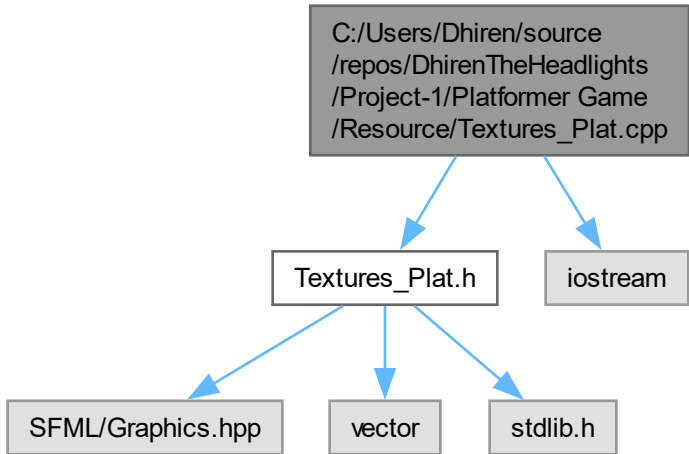 C:/Users/Dhiren/source
/repos/DhirenTheHeadlights
/Project-1/Platformer Game
/Resource/Textures_Plat.cpp
Textures_Plat.h
iostream
SFML/Graphics.hpp
vector
stdlib.h